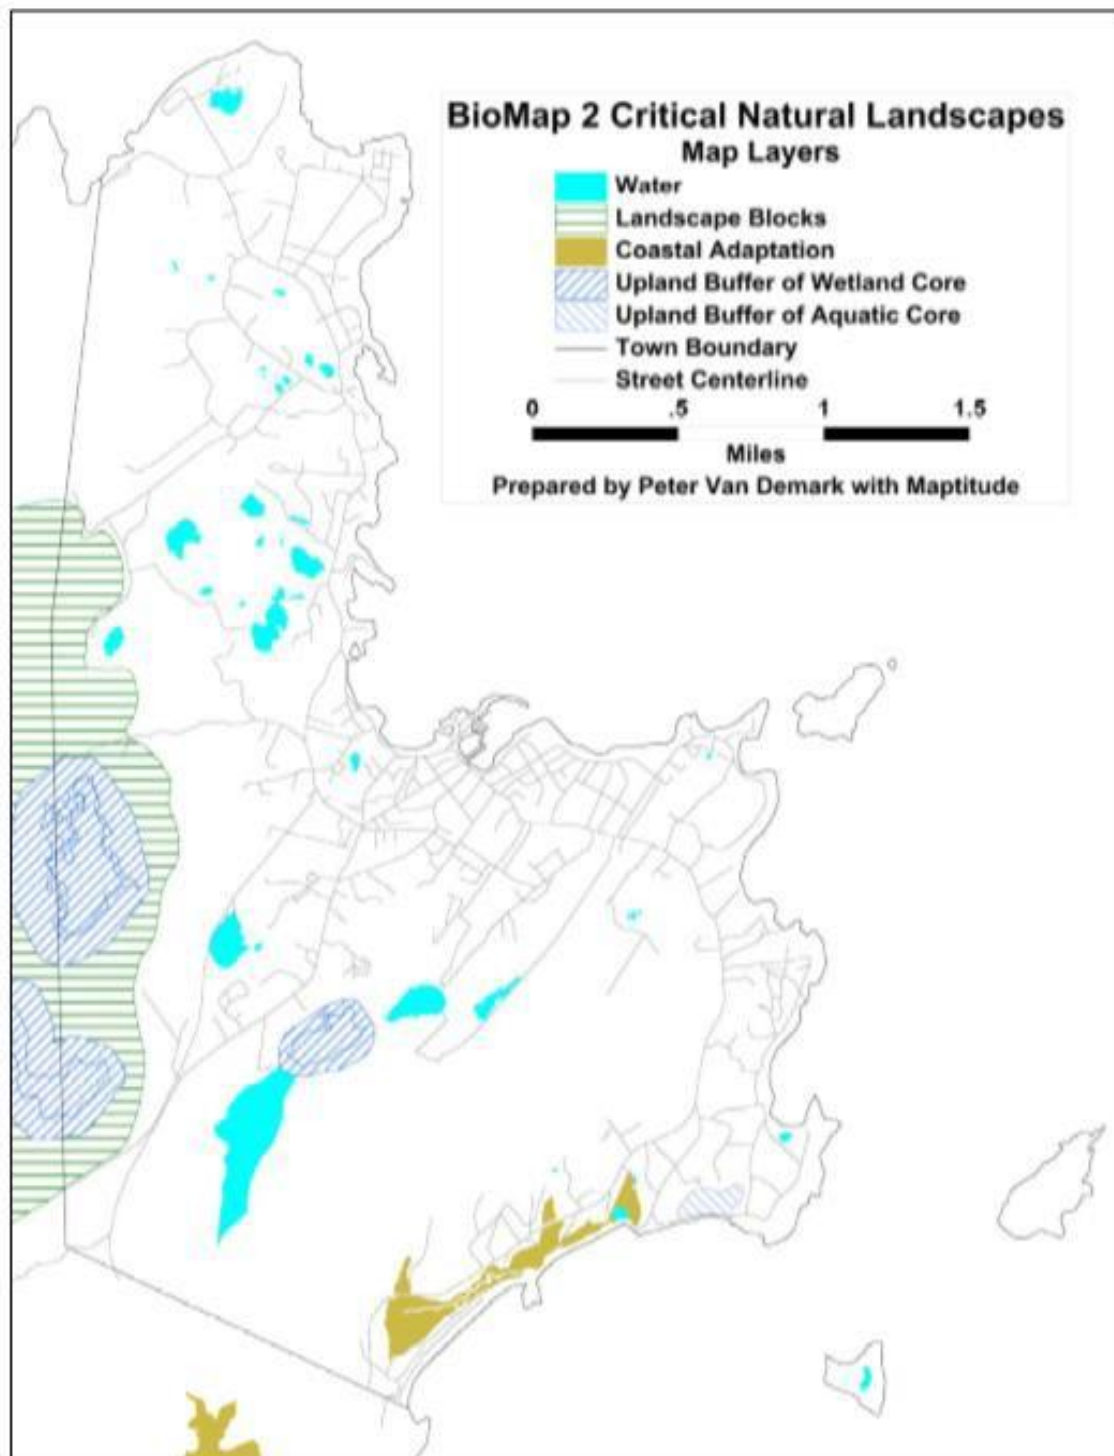 BioMap 2 Critical Natural Landscapes
Map Layers
Water
Landscape Blocks
Coastal Adaptation
Upland Buffer of Wetland Core
Upland Buffer of Aquatic Core
Town Boundary
Street Centerline
0 .5 1 1.5
Miles
Prepared by Peter Van Demark with Maptitude